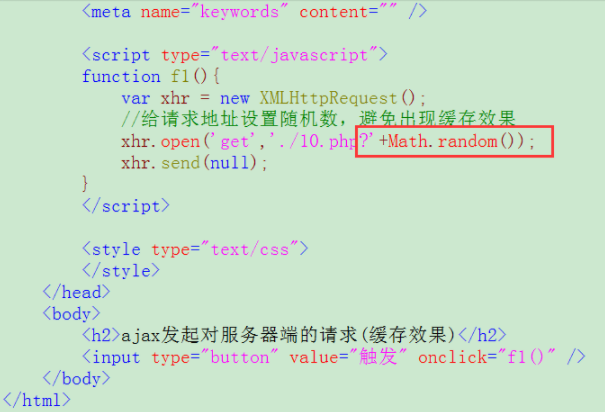 <meta name="keywords" content="" />
<script type="text/javascript">
function f1(){
var xhr = new XMLHttpRequest();
//给请求地址设置随机数，避免出现缓存效果
xhr.open('get','./10.php?'+Math.random());
xhr.send(null);
}
</script>
<style type="text/css">
</style>
</head>
<body>
<h2>ajax发起对服务器端的请求(缓存效果)</h2>
<input type="button" value="触发" onclick="f1()" />
</body>
</html>